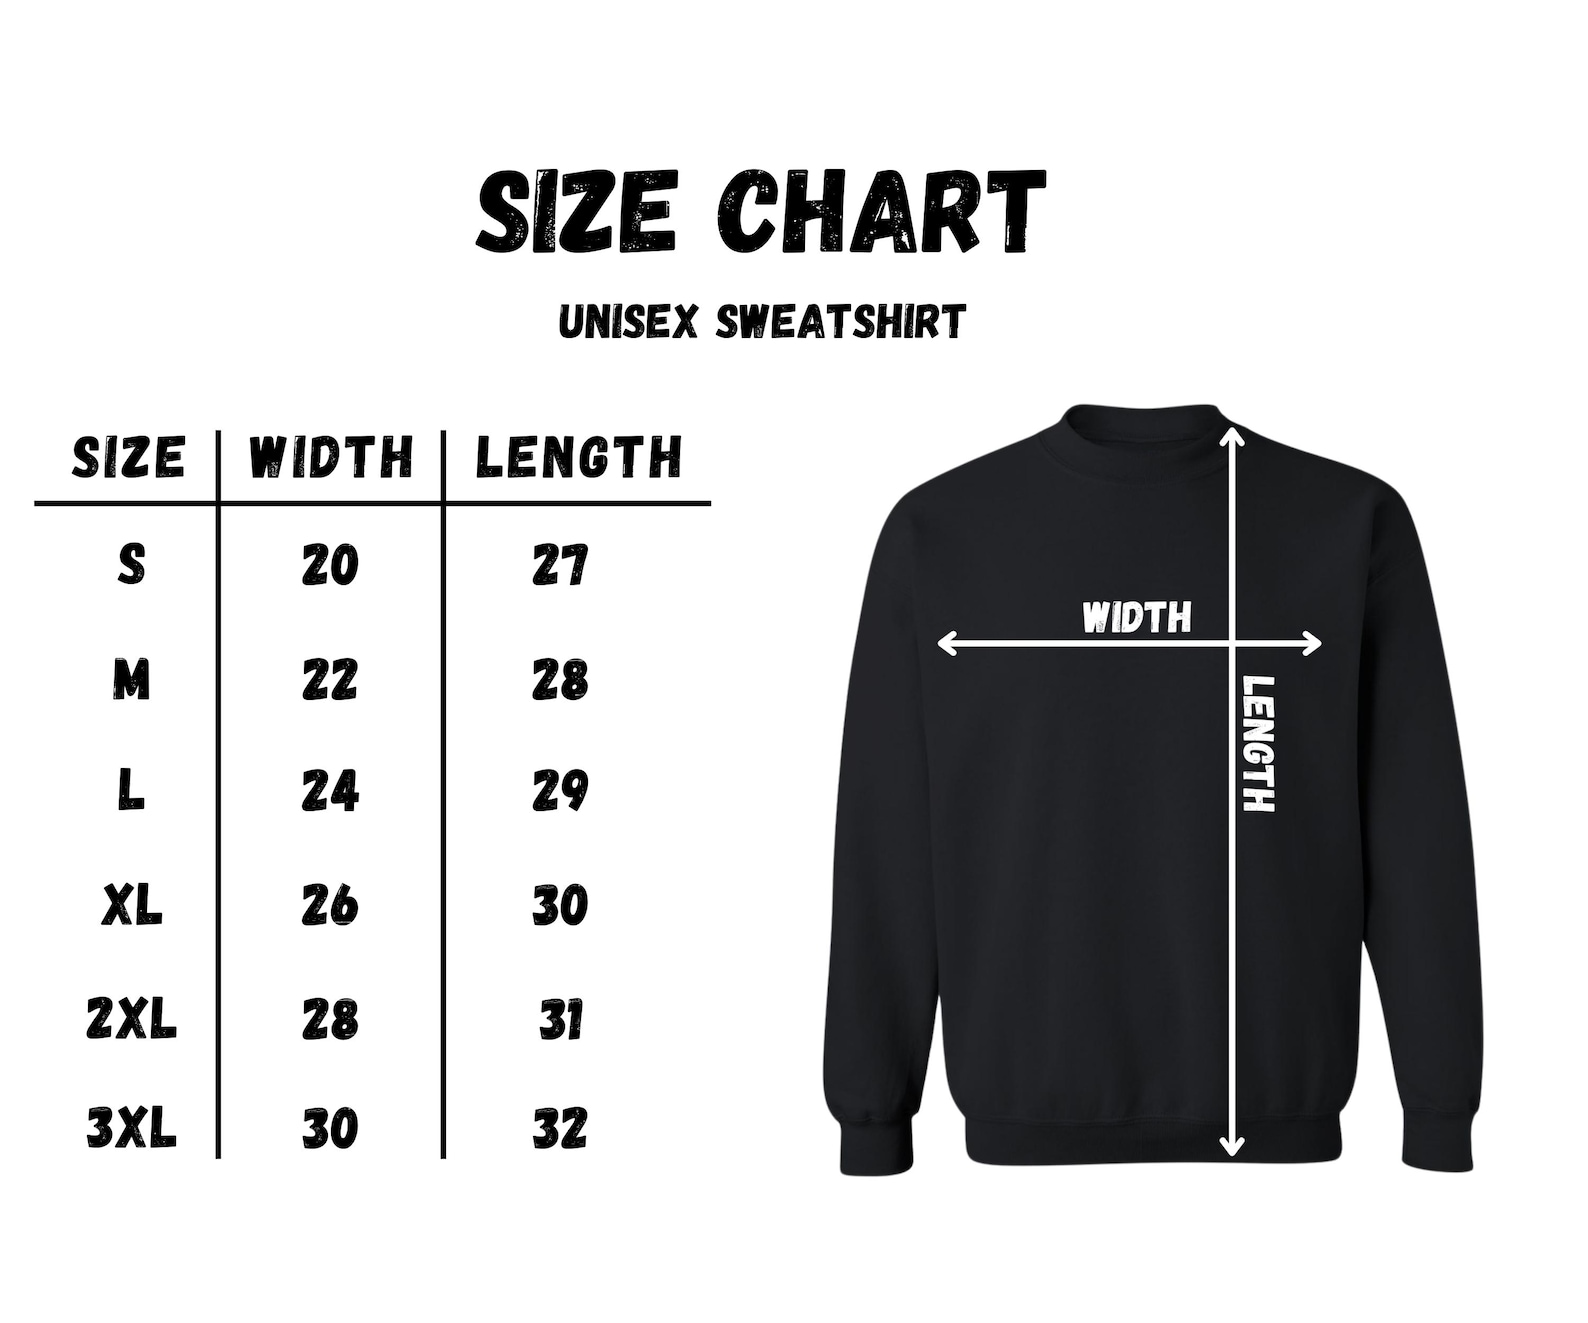 SIZE CHART
UNISEX SWEATSHIRT
SIZE WIDTH LENGTH
S 20 27
M 22 28
L 24 29
XL 26 30
2XL 28 31
3XL 30 32
WIDTH
LENGTH